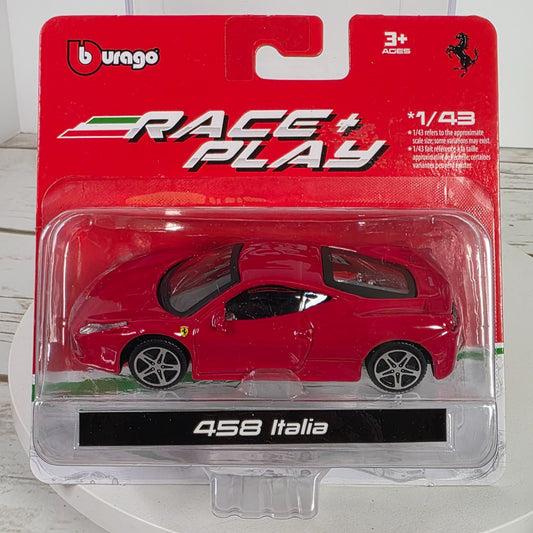 Burago
3+
AGES
RACE+
PLAY
*1/43
* 1/43 refers to the approximate
scale size; some variations may exist.
* 1/43 fait référence à la taille
approximative de l'échelle; certaines
variantes peuvent exister.
458 Italia